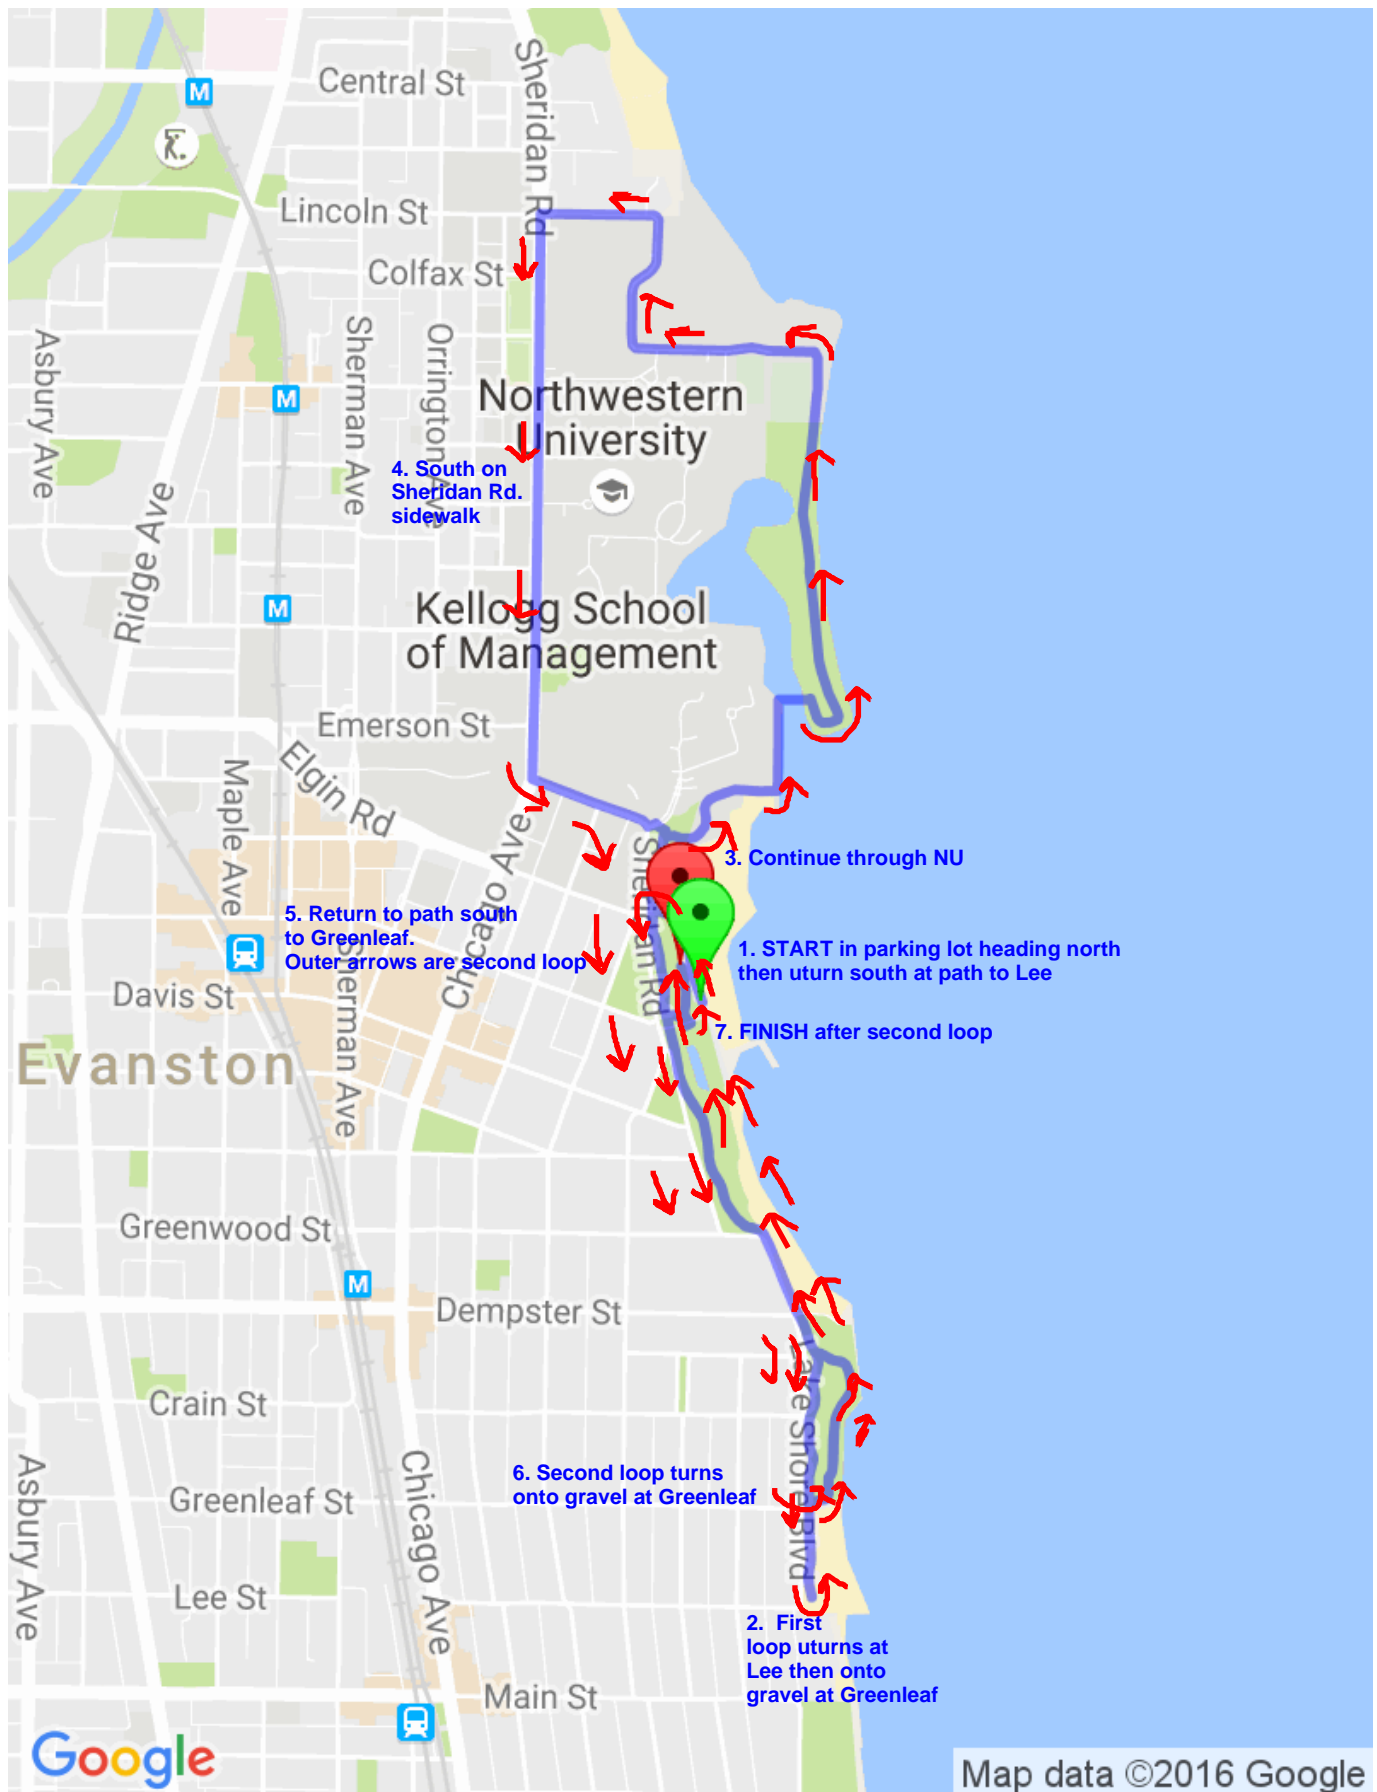 Central St
Sheridan Rd
Lincoln St
Colfax St
Sherman Ave
Orrington Ave
Asbury Ave
Ridge Ave
Northwestern
University
4. South on
Sheridan Rd.
sidewalk
Kellogg School
of Management
Emerson St
Elgin Rd
Maple Ave
Chicago Ave
Sheridan Rd
3. Continue through NU
5. Return to path south
to Greenleaf.
Outer arrows are second loop
1. START in parking lot heading north
then uturn south at path to Lee
Davis St
Sherman Ave
7. FINISH after second loop
Evanston
Greenwood St
Dempster St
Lake Shore Blvd
Crain St
Chicago Ave
Asbury Ave
6. Second loop turns
onto gravel at Greenleaf
Greenleaf St
Lee St
2. First
loop uturns at
Lee then onto
gravel at Greenleaf
Main St
Google
Map data ©2016 Google
M
M
M
M